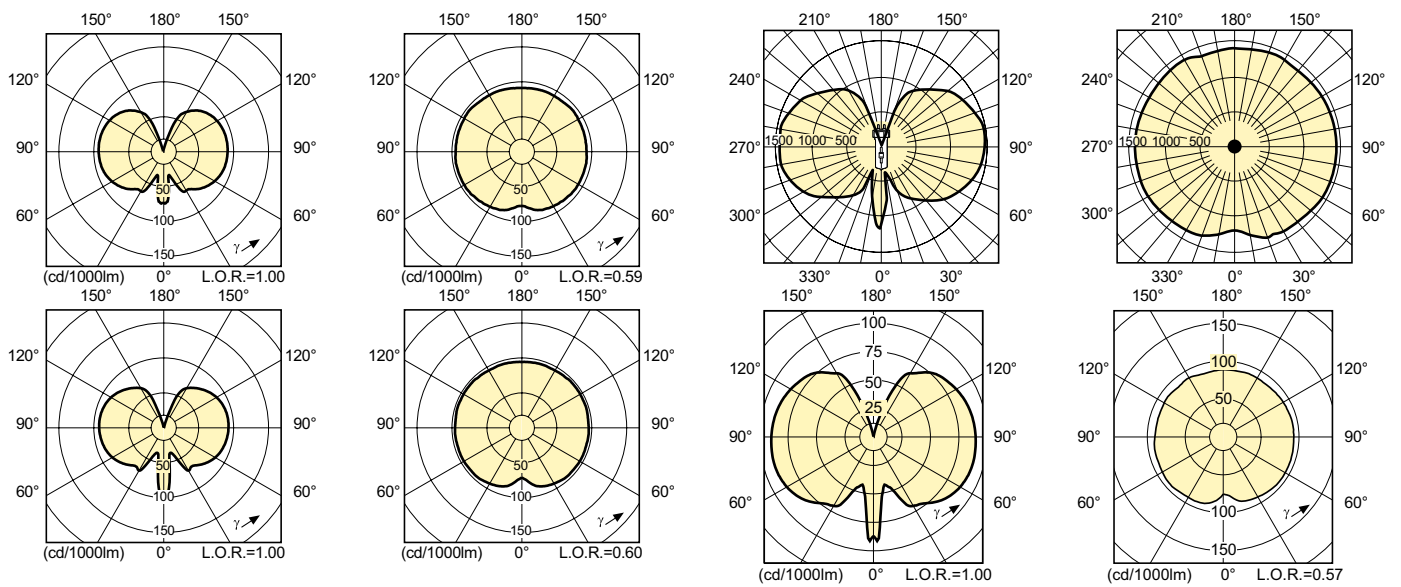 150° 180° 150°
120° 120°
90° 90°
60° 60°
50
100
150
γ
(cd/1000lm) 0° L.O.R.=1.00
150° 180° 150°
120° 120°
90° 90°
60° 60°
50
100
150
γ
(cd/1000lm) 0° L.O.R.=0.59
210° 180° 150°
240° 120°
1500 1000 500
270° 90°
300° 60°
330° 0° 30°
210° 180° 150°
240° 120°
1500 1000 500
270° 90°
300° 60°
330° 0° 30°
150° 180° 150°
120° 120°
90° 90°
60° 60°
50
100
150
γ
(cd/1000lm) 0° L.O.R.=1.00
150° 180° 150°
120° 120°
90° 90°
60° 60°
50
100
150
γ
(cd/1000lm) 0° L.O.R.=0.60
150° 180° 150°
100
75
120° 120°
50
25
90° 90°
60° 60°
γ
(cd/1000lm) 0° L.O.R.=1.00
150° 180° 150°
150
100
120° 120°
50
90° 90°
60° 60°
100
γ
150
(cd/1000lm) 0° L.O.R.=0.57